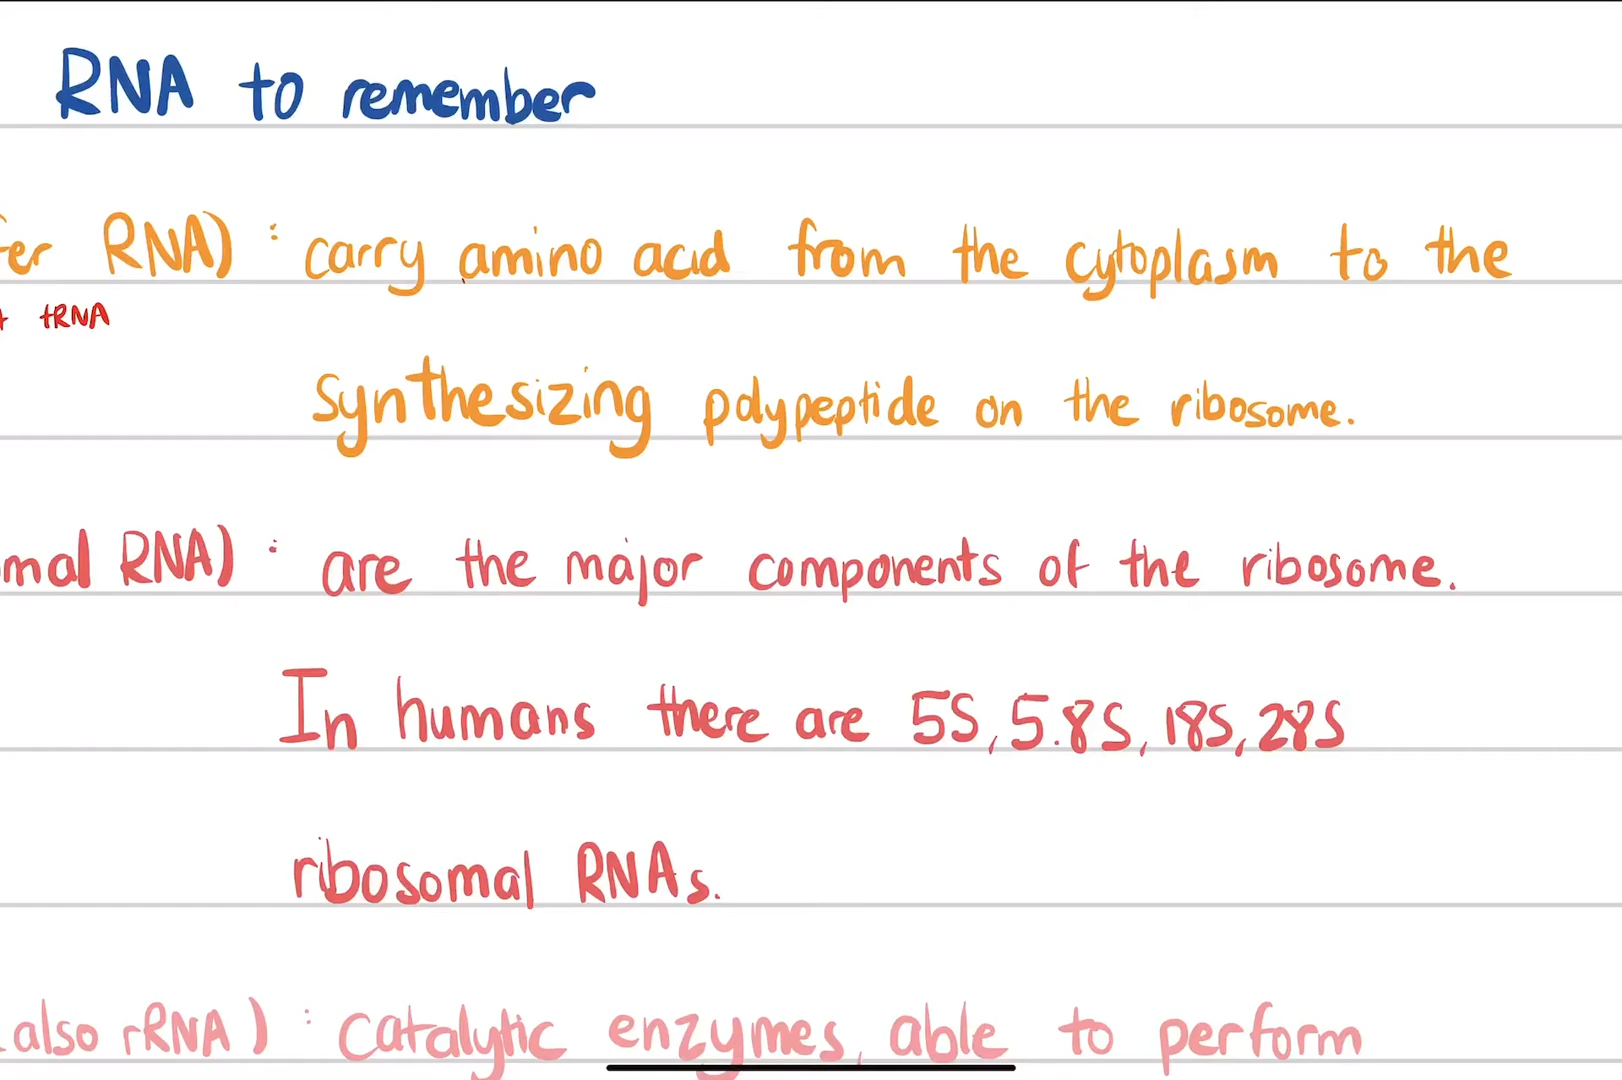 RNA to remember
fer RNA) : carry amino acid from the cytoplasm to the
tRNA
synthesizing polypeptide on the ribosome.
mal RNA) : are the major components of the ribosome.
In humans there are 5S, 5.8S, 18S, 28S
ribosomal RNAs.
also rRNA) : catalytic enzymes, able to perform